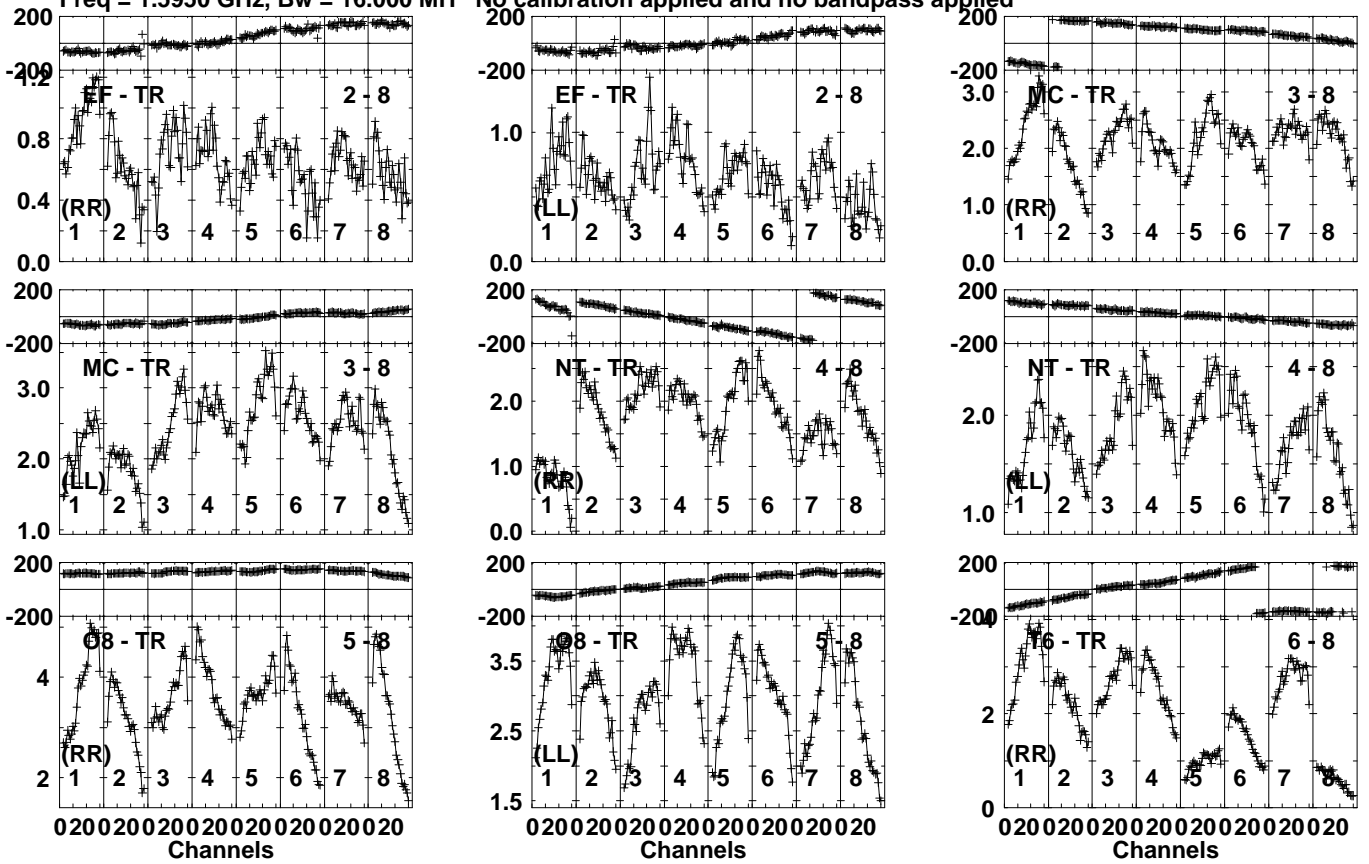 Freq = 1.5950 GHz, Bw = 16.000 MH No calibration applied and no bandpass applied
200
-200
1.2
EF - TR 2 - 8
0.8
0.4
(RR)
1 2 3 4 5 6 7 8
0.0
200
-200
EF - TR 2 - 8
1.0
(LL)
1 2 3 4 5 6 7 8
0.0
200
-200
3.0
MC - TR 3 - 8
2.0
1.0
(RR)
1 2 3 4 5 6 7 8
0.0
200
-200
MC - TR 3 - 8
3.0
2.0
(LL)
1 2 3 4 5 6 7 8
1.0
200
-200
NT - TR 4 - 8
2.0
1.0
(RR)
1 2 3 4 5 6 7 8
0.0
200
-200
NT - TR 4 - 8
2.0
(LL)
1 2 3 4 5 6 7 8
1.0
200
-200
O8 - TR 5 - 8
4
(RR)
2
1 2 3 4 5 6 7 8
0 20 0 20 0 20 0 20 0 20 0 20 0 20 0 20
Channels
200
-200
O8 - TR 5 - 8
3.5
2.5
(LL)
1 2 3 4 5 6 7 8
1.5
0 20 0 20 0 20 0 20 0 20 0 20 0 20 0 20
Channels
200
-200
4
T6 - TR 6 - 8
2
(RR)
1 2 3 4 5 6 7 8
0
0 20 0 20 0 20 0 20 0 20 0 20 0 20 0 20
Channels